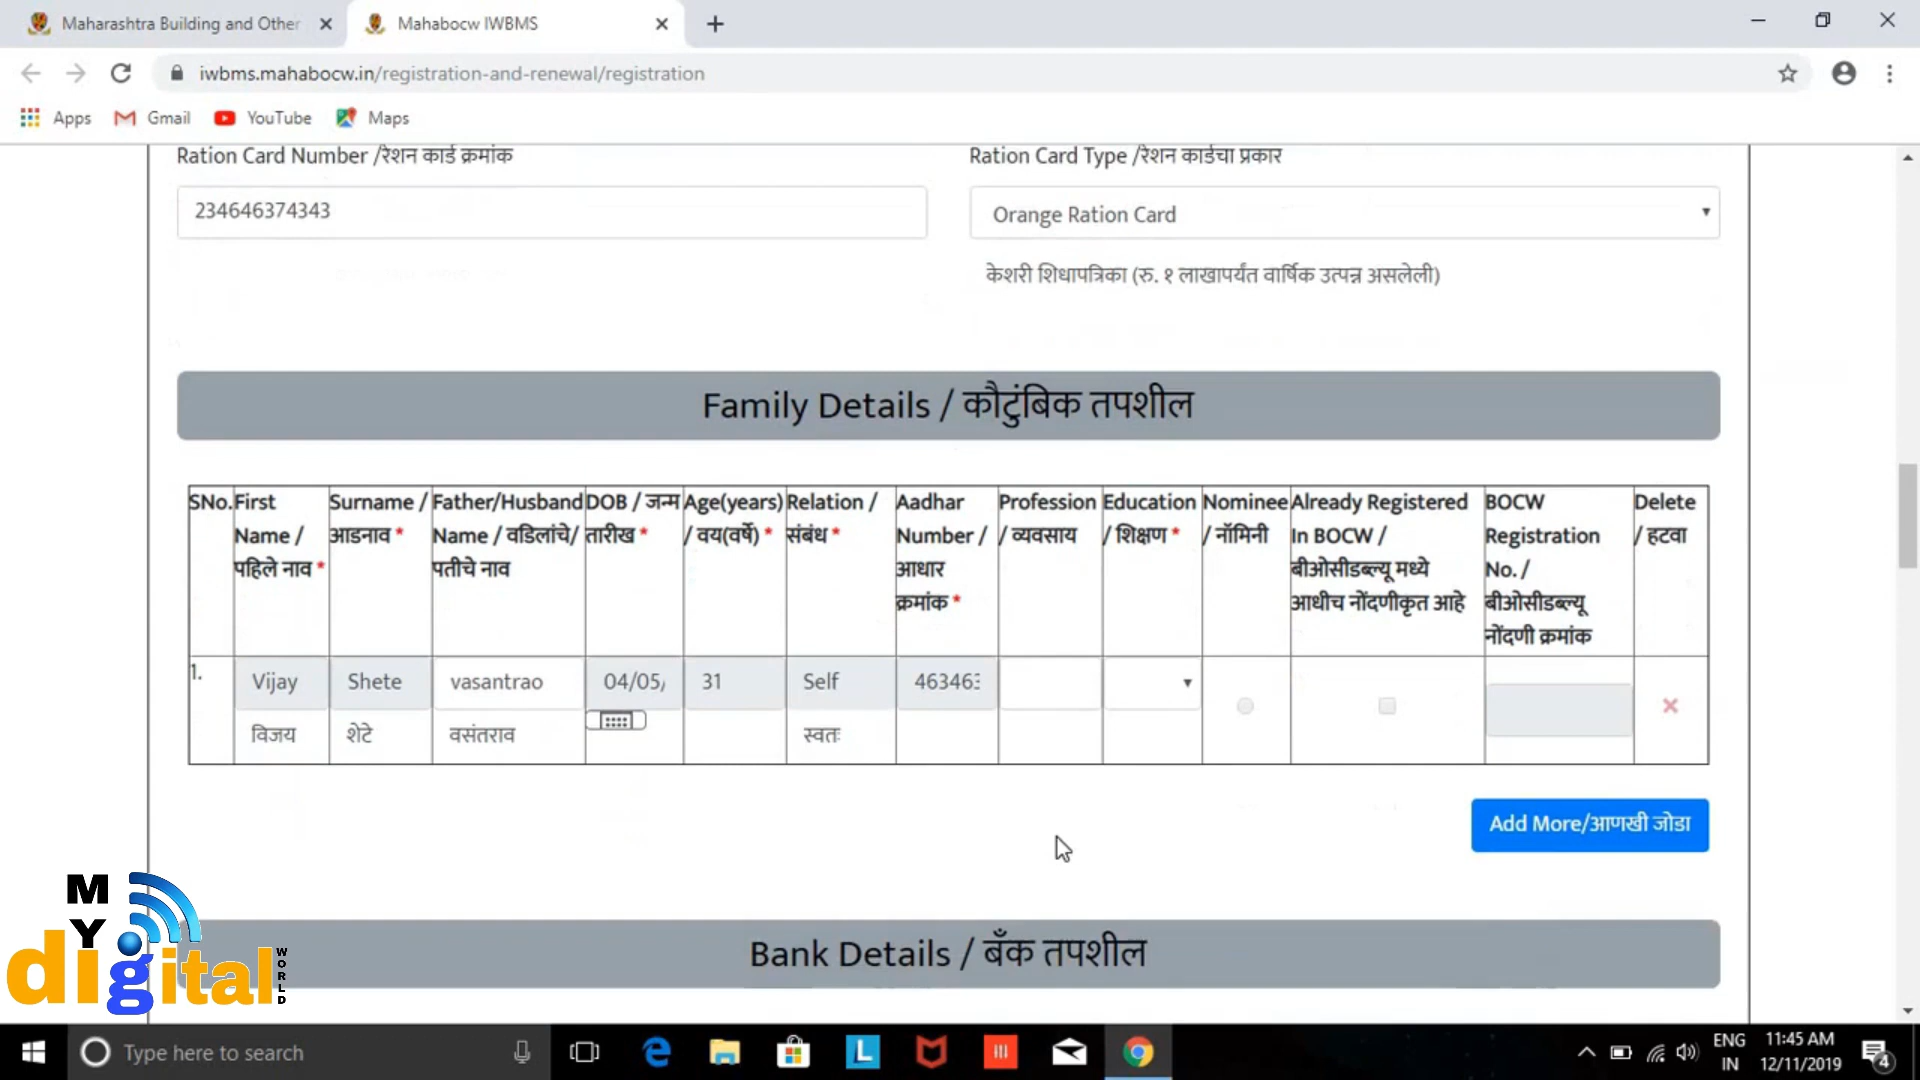 Maharashtra Building and Other
Mahabocw IWBMS
iwbms.mahabocw.in/registration-and-renewal/registration
Apps Gmail YouTube Maps
Ration Card Number /रेशन कार्ड क्रमांक
Ration Card Type /रेशन कार्डचा प्रकार
234646374343
Orange Ration Card
केशरी शिधापत्रिका (रु. १ लाखापर्यंत वार्षिक उत्पन्न असलेली)
Family Details / कौटुंबिक तपशील
SNo.
First Name / पहिले नाव *
Surname / आडनाव *
Father/Husband Name / वडिलांचे/ पतीचे नाव
DOB / जन्म तारीख *
Age(years) / वय(वर्षे) *
Relation / संबंध *
Aadhar Number / आधार क्रमांक *
Profession / व्यवसाय
Education / शिक्षण *
Nominee / नॉमिनी
Already Registered In BOCW / बीओसीडब्ल्यू मध्ये आधीच नोंदणीकृत आहे
BOCW Registration No. / बीओसीडब्ल्यू नोंदणी क्रमांक
Delete / हटवा
1. Vijay Shete vasantrao 04/05/ 31 Self 46346
विजय शेटे वसंतराव स्वतः
Add More/आणखी जोडा
Bank Details / बँक तपशील
MY
digital
WORLD
Type here to search
ENG
IN
11:45 AM
12/11/2019
4